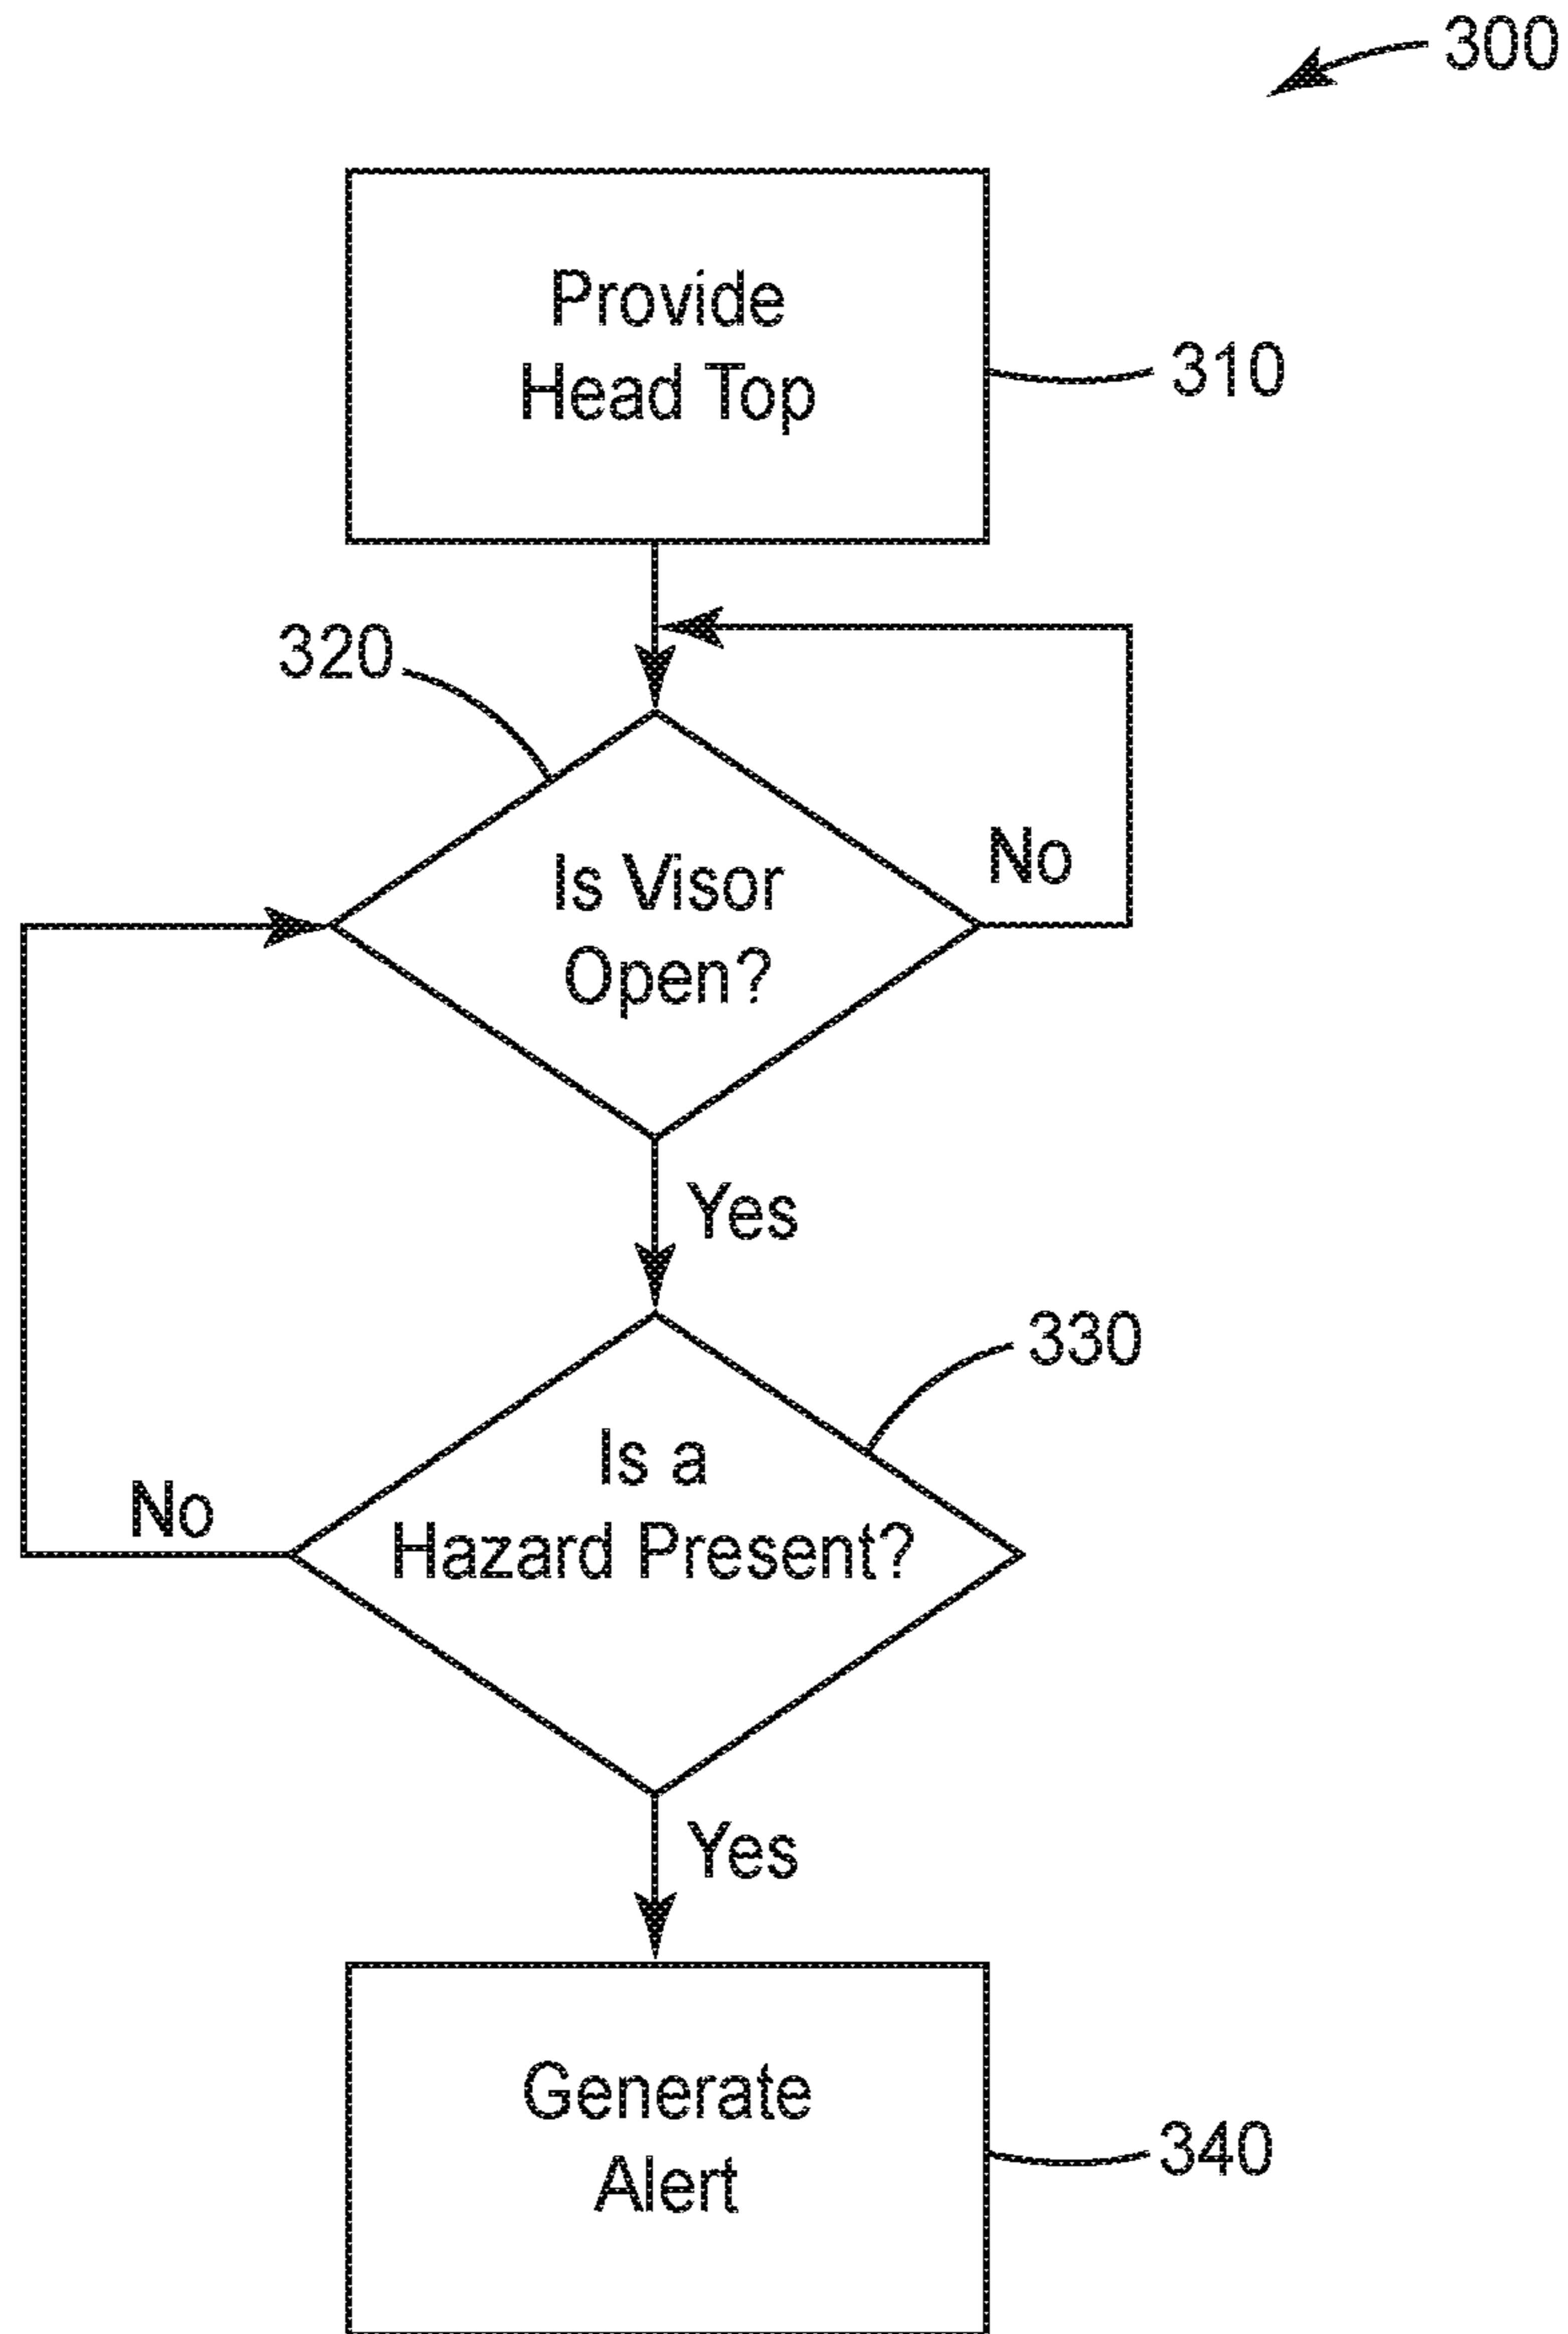 300
Provide
Head Top
310
320
Is Visor
Open?
No
Yes
330
Is a
Hazard Present?
No
Yes
Generate
Alert
340